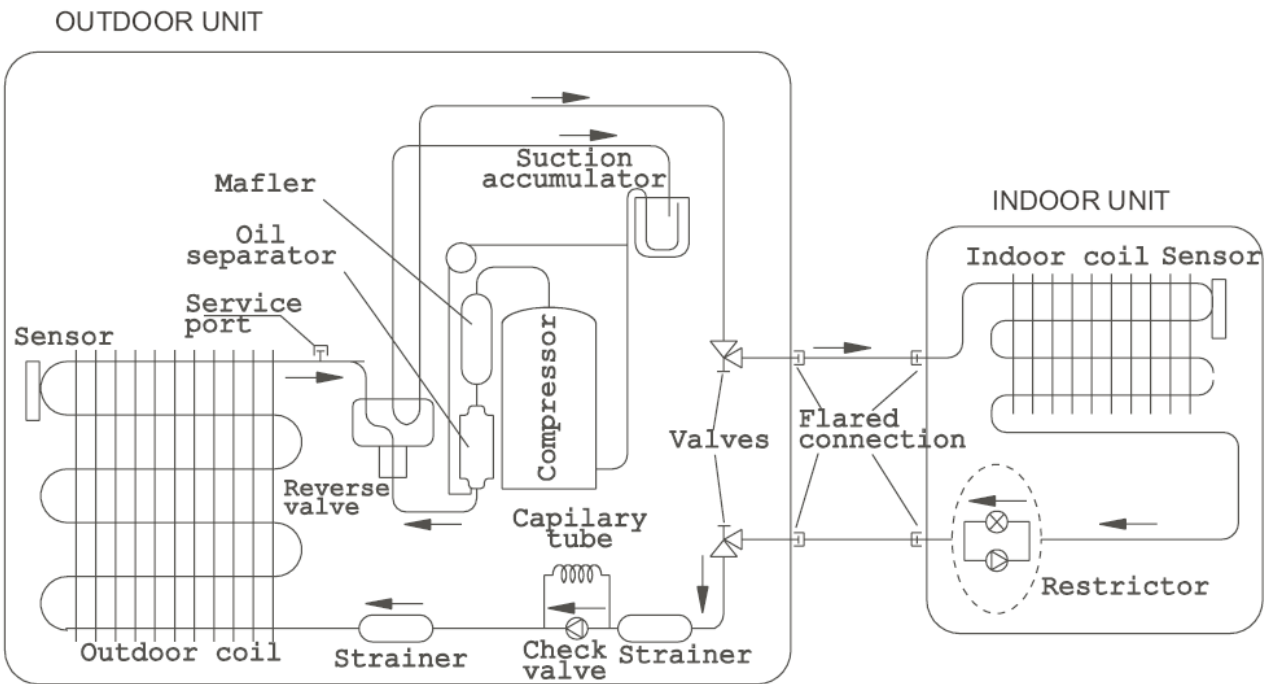 OUTDOOR UNIT
Suction
accumulator
Mafler
INDOOR UNIT
Oil
separator
Indoor coil
Sensor
Service
port
Sensor
Compressor
Valves
Flared
connection
Reverse
valve
Capilary
tube
Restrictor
Outdoor coil
Strainer
Check
valve
Strainer